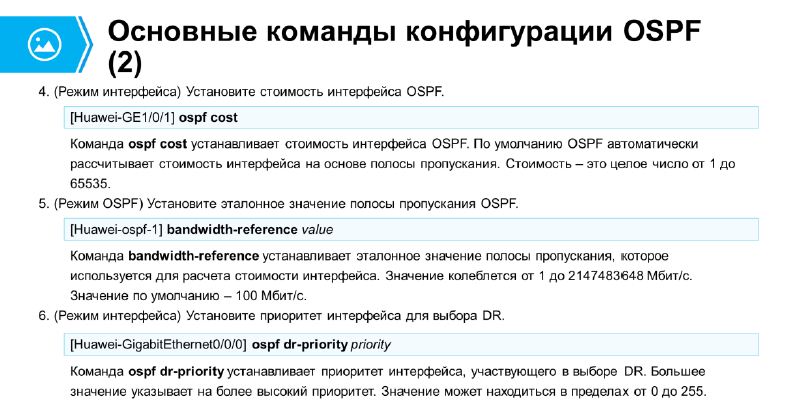 Основные команды конфигурации OSPF
(2)
4. (Режим интерфейса) Установите стоимость интерфейса OSPF.
[Huawei-GE1/0/1] ospf cost
Команда ospf cost устанавливает стоимость интерфейса OSPF. По умолчанию OSPF автоматически
рассчитывает стоимость интерфейса на основе полосы пропускания. Стоимость – это целое число от 1 до
65535.
5. (Режим OSPF) Установите эталонное значение полосы пропускания OSPF.
[Huawei-ospf-1] bandwidth-reference value
Команда bandwidth-reference устанавливает эталонное значение полосы пропускания, которое
используется для расчета стоимости интерфейса. Значение колеблется от 1 до 2147483648 Мбит/с.
Значение по умолчанию – 100 Мбит/с.
6. (Режим интерфейса) Установите приоритет интерфейса для выбора DR.
[Huawei-GigabitEthernet0/0/0] ospf dr-priority priority
Команда ospf dr-priority устанавливает приоритет интерфейса, участвующего в выборе DR. Большее
значение указывает на более высокий приоритет. Значение может находиться в пределах от 0 до 255.